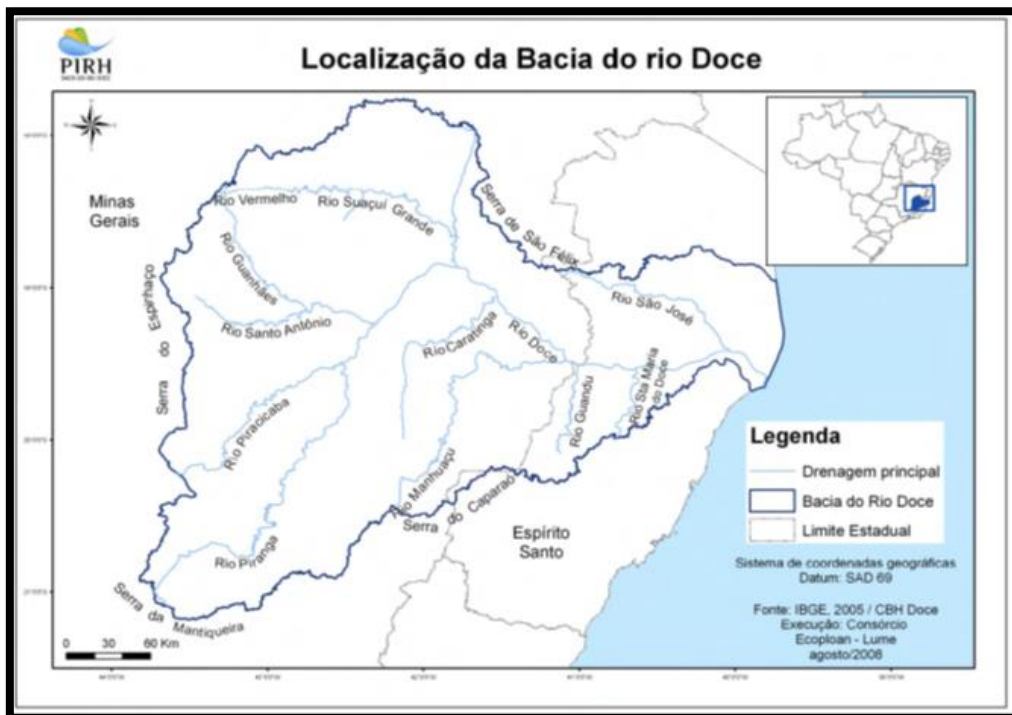 PIRH
Localização da Bacia do rio Doce
Minas
Gerais
Rio Vermelho
Rio Suaçuí Grande
Serra de São Félix
Rio Guanhães
Serra do Espinhaço
Rio Santo Antônio
Rio São José
Rio Caratinga
Rio Doce
Rio Sta Maria
do Doce
Rio Guandu
Rio Piracicaba
Rio Manhuaçu
Serra do Caparaó
Espírito
Santo
Rio Piranga
Serra da Mantiqueira
0 30 60 Km
Legenda
Drenagem principal
Bacia do Rio Doce
Limite Estadual
Sistema de coordenadas geográficas
Datum: SAD 69
Fonte: IBGE, 2005 / CBH Doce
Execução: Consórcio
Ecoploan - Lume
agosto/2008